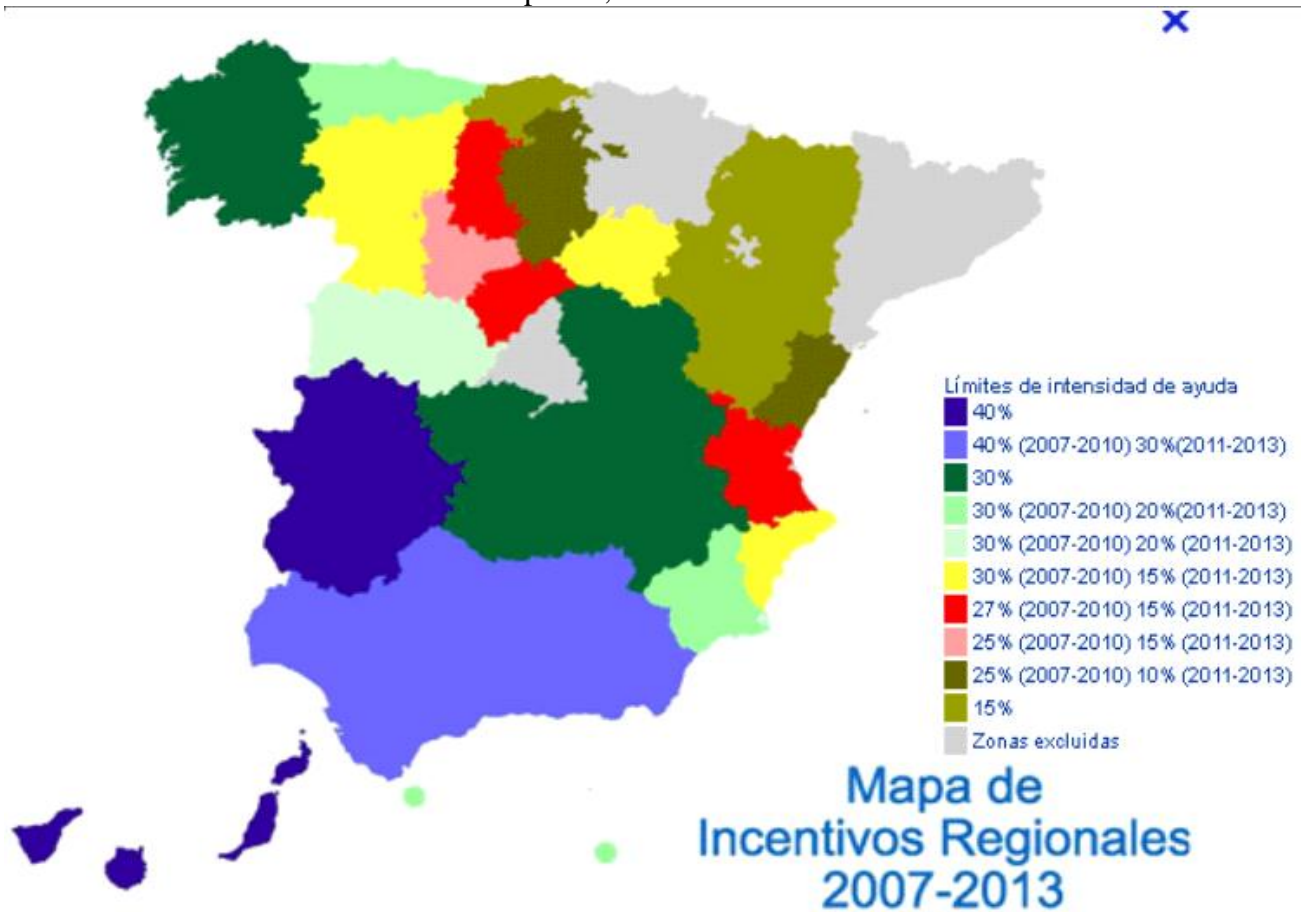 Límites de intensidad de ayuda
40%
40% (2007-2010) 30%(2011-2013)
30%
30% (2007-2010) 20%(2011-2013)
30% (2007-2010) 20% (2011-2013)
30% (2007-2010) 15% (2011-2013)
27% (2007-2010) 15% (2011-2013)
25% (2007-2010) 15% (2011-2013)
25% (2007-2010) 10% (2011-2013)
15%
Zonas excluidas
Mapa de
Incentivos Regionales
2007-2013